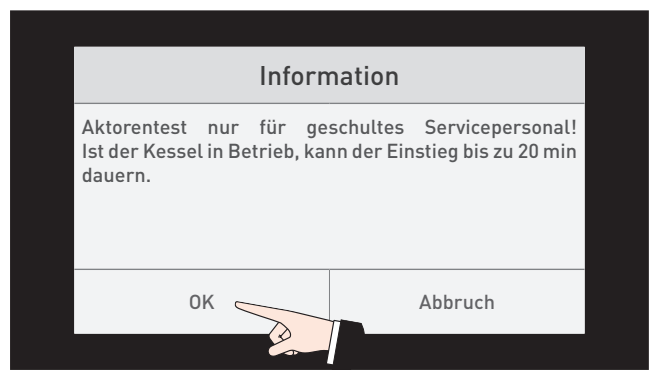 Information
Aktorentest nur für geschultes Servicepersonal!
Ist der Kessel in Betrieb, kann der Einstieg bis zu 20 min
dauern.
OK
Abbruch